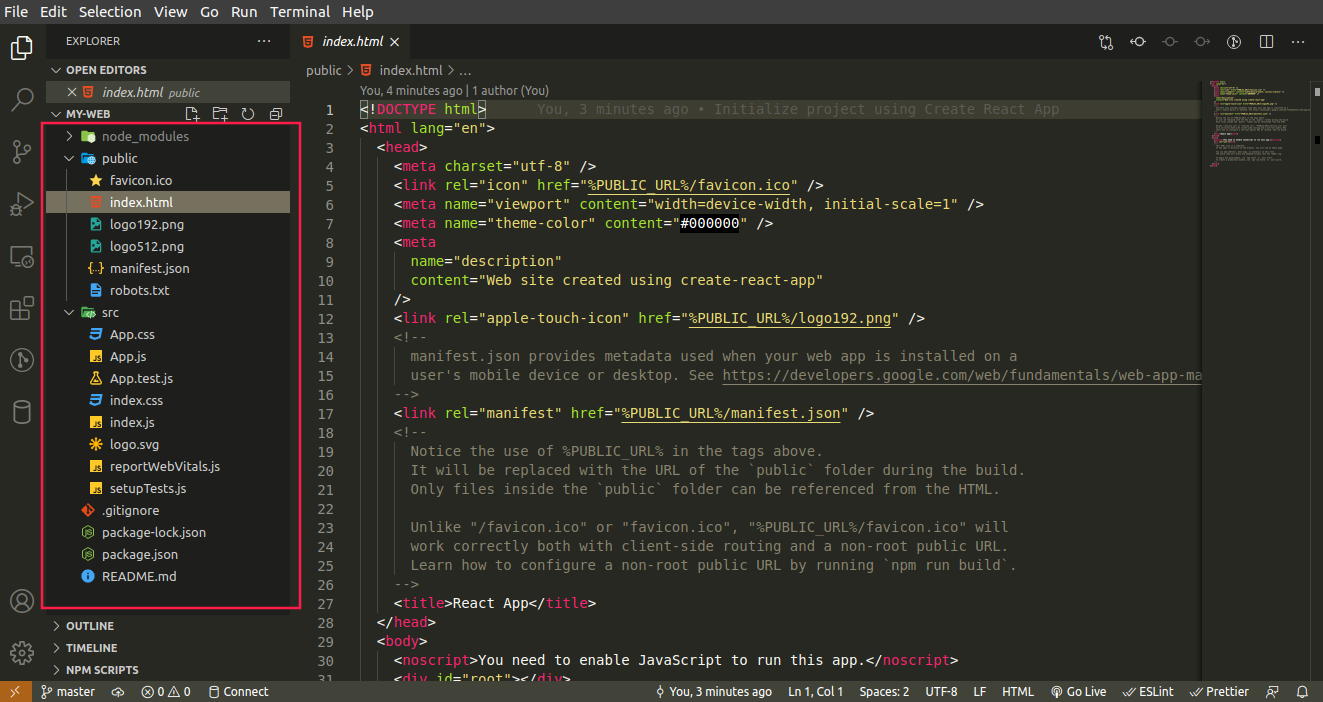 File Edit Selection View Go Run Terminal Help
EXPLORER ...
index.html
OPEN EDITORS
index.html public
MY-WEB
node_modules
public
favicon.ico
index.html
logo192.png
logo512.png
manifest.json
robots.txt
src
App.css
App.js
App.test.js
index.css
index.js
logo.svg
reportWebVitals.js
setupTests.js
.gitignore
package-lock.json
package.json
README.md
OUTLINE
TIMELINE
NPM SCRIPTS
public > index.html > ...
You, 4 minutes ago | 1 author (You)
1 <!DOCTYPE html> You, 3 minutes ago • Initialize project using Create React App
2 <html lang="en">
3 <head>
4 <meta charset="utf-8" />
5 <link rel="icon" href="%PUBLIC_URL%/favicon.ico" />
6 <meta name="viewport" content="width=device-width, initial-scale=1" />
7 <meta name="theme-color" content="#000000" />
8 <meta
9 name="description"
10 content="Web site created using create-react-app"
11 />
12 <link rel="apple-touch-icon" href="%PUBLIC_URL%/logo192.png" />
13 <!--
14 manifest.json provides metadata used when your web app is installed on a
15 user's mobile device or desktop. See https://developers.google.com/web/fundamentals/web-app-ma
16 -->
17 <link rel="manifest" href="%PUBLIC_URL%/manifest.json" />
18 <!--
19 Notice the use of %PUBLIC_URL% in the tags above.
20 It will be replaced with the URL of the `public` folder during the build.
21 Only files inside the `public` folder can be referenced from the HTML.
22
23 Unlike "/favicon.ico" or "favicon.ico", "%PUBLIC_URL%/favicon.ico" will
24 work correctly both with client-side routing and a non-root public URL.
25 Learn how to configure a non-root public URL by running `npm run build`.
26 -->
27 <title>React App</title>
28 </head>
29 <body>
30 <noscript>You need to enable JavaScript to run this app.</noscript>
31 <div id="root"></div>
master 0 0 Connect You, 3 minutes ago Ln 1, Col 1 Spaces: 2 UTF-8 LF HTML Go Live ESLint Prettier